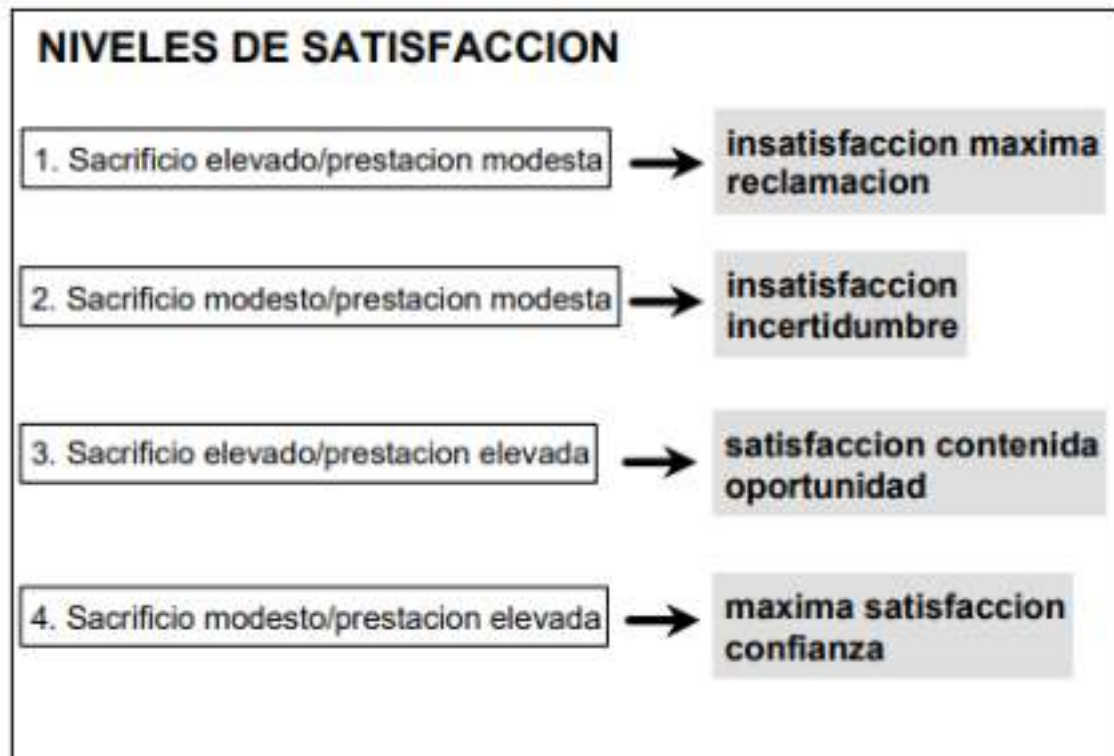 NIVELES DE SATISFACCION
1. Sacrificio elevado/prestacion modesta
insatisfaccion maxima
reclamacion
2. Sacrificio modesto/prestacion modesta
insatisfaccion
incertidumbre
3. Sacrificio elevado/prestacion elevada
satisfaccion contenida
oportunidad
4. Sacrificio modesto/prestacion elevada
maxima satisfaccion
confianza